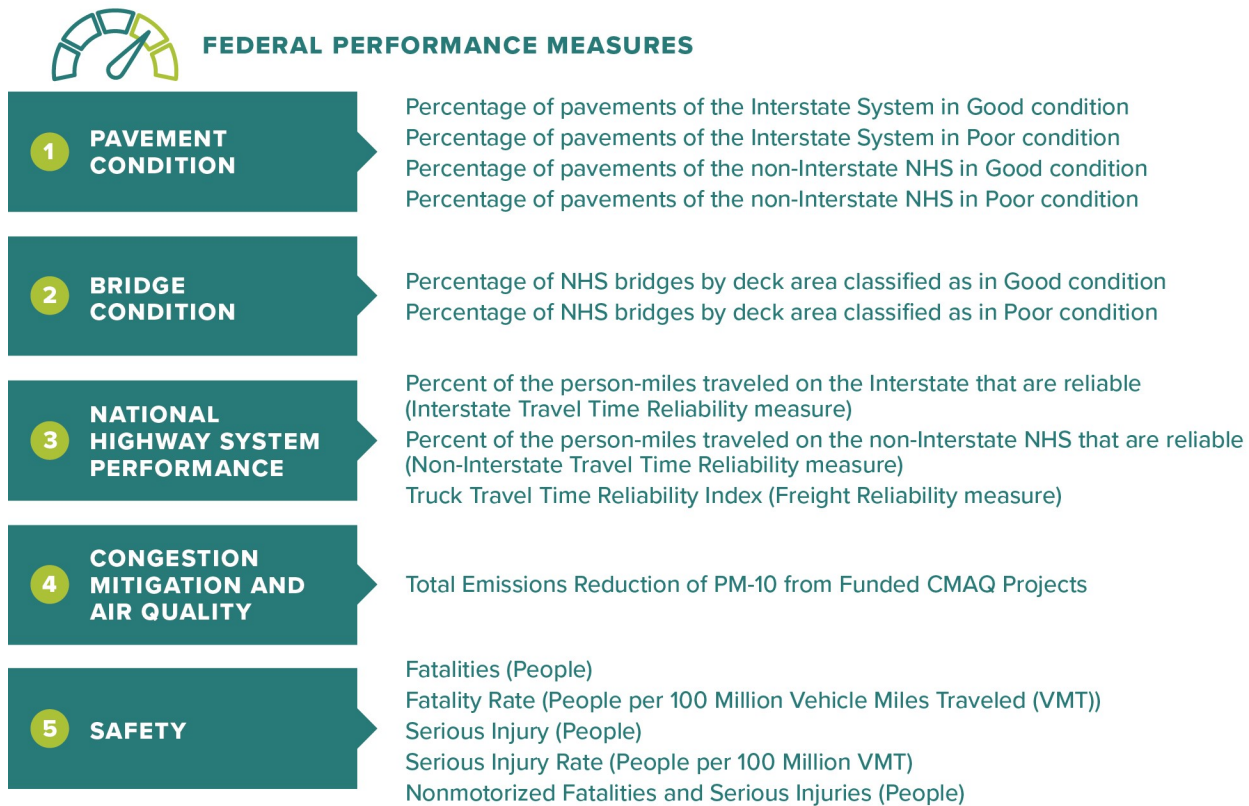 FEDERAL PERFORMANCE MEASURES
1
PAVEMENT
CONDITION
Percentage of pavements of the Interstate System in Good condition
Percentage of pavements of the Interstate System in Poor condition
Percentage of pavements of the non-Interstate NHS in Good condition
Percentage of pavements of the non-Interstate NHS in Poor condition
2
BRIDGE
CONDITION
Percentage of NHS bridges by deck area classified as in Good condition
Percentage of NHS bridges by deck area classified as in Poor condition
3
NATIONAL
HIGHWAY SYSTEM
PERFORMANCE
Percent of the person-miles traveled on the Interstate that are reliable
(Interstate Travel Time Reliability measure)
Percent of the person-miles traveled on the non-Interstate NHS that are reliable
(Non-Interstate Travel Time Reliability measure)
Truck Travel Time Reliability Index (Freight Reliability measure)
4
CONGESTION
MITIGATION AND
AIR QUALITY
Total Emissions Reduction of PM-10 from Funded CMAQ Projects
5
SAFETY
Fatalities (People)
Fatality Rate (People per 100 Million Vehicle Miles Traveled (VMT))
Serious Injury (People)
Serious Injury Rate (People per 100 Million VMT)
Nonmotorized Fatalities and Serious Injuries (People)